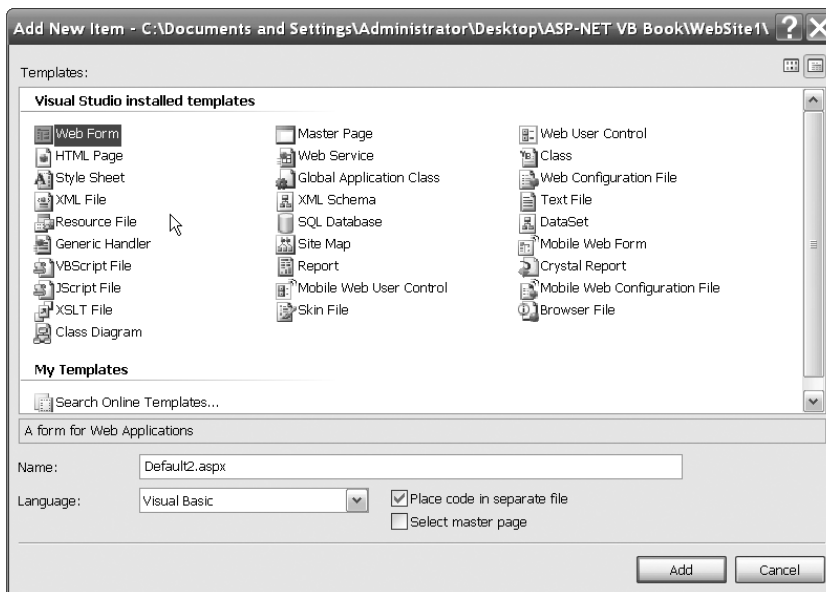 Add New Item - C:\Documents and Settings\Administrator\Desktop\ASP-NET VB Book\WebSite1\
Templates:
Visual Studio installed templates
Web Form Master Page Web User Control
HTML Page Web Service Class
Style Sheet Global Application Class Web Configuration File
XML File XML Schema Text File
Resource File SQL Database DataSet
Generic Handler Site Map Mobile Web Form
VBScript File Report Crystal Report
JScript File Mobile Web User Control Mobile Web Configuration File
XSLT File Skin File Browser File
Class Diagram
My Templates
Search Online Templates...
A form for Web Applications
Name: Default2.aspx
Language: Visual Basic Place code in separate file
Select master page
Add Cancel